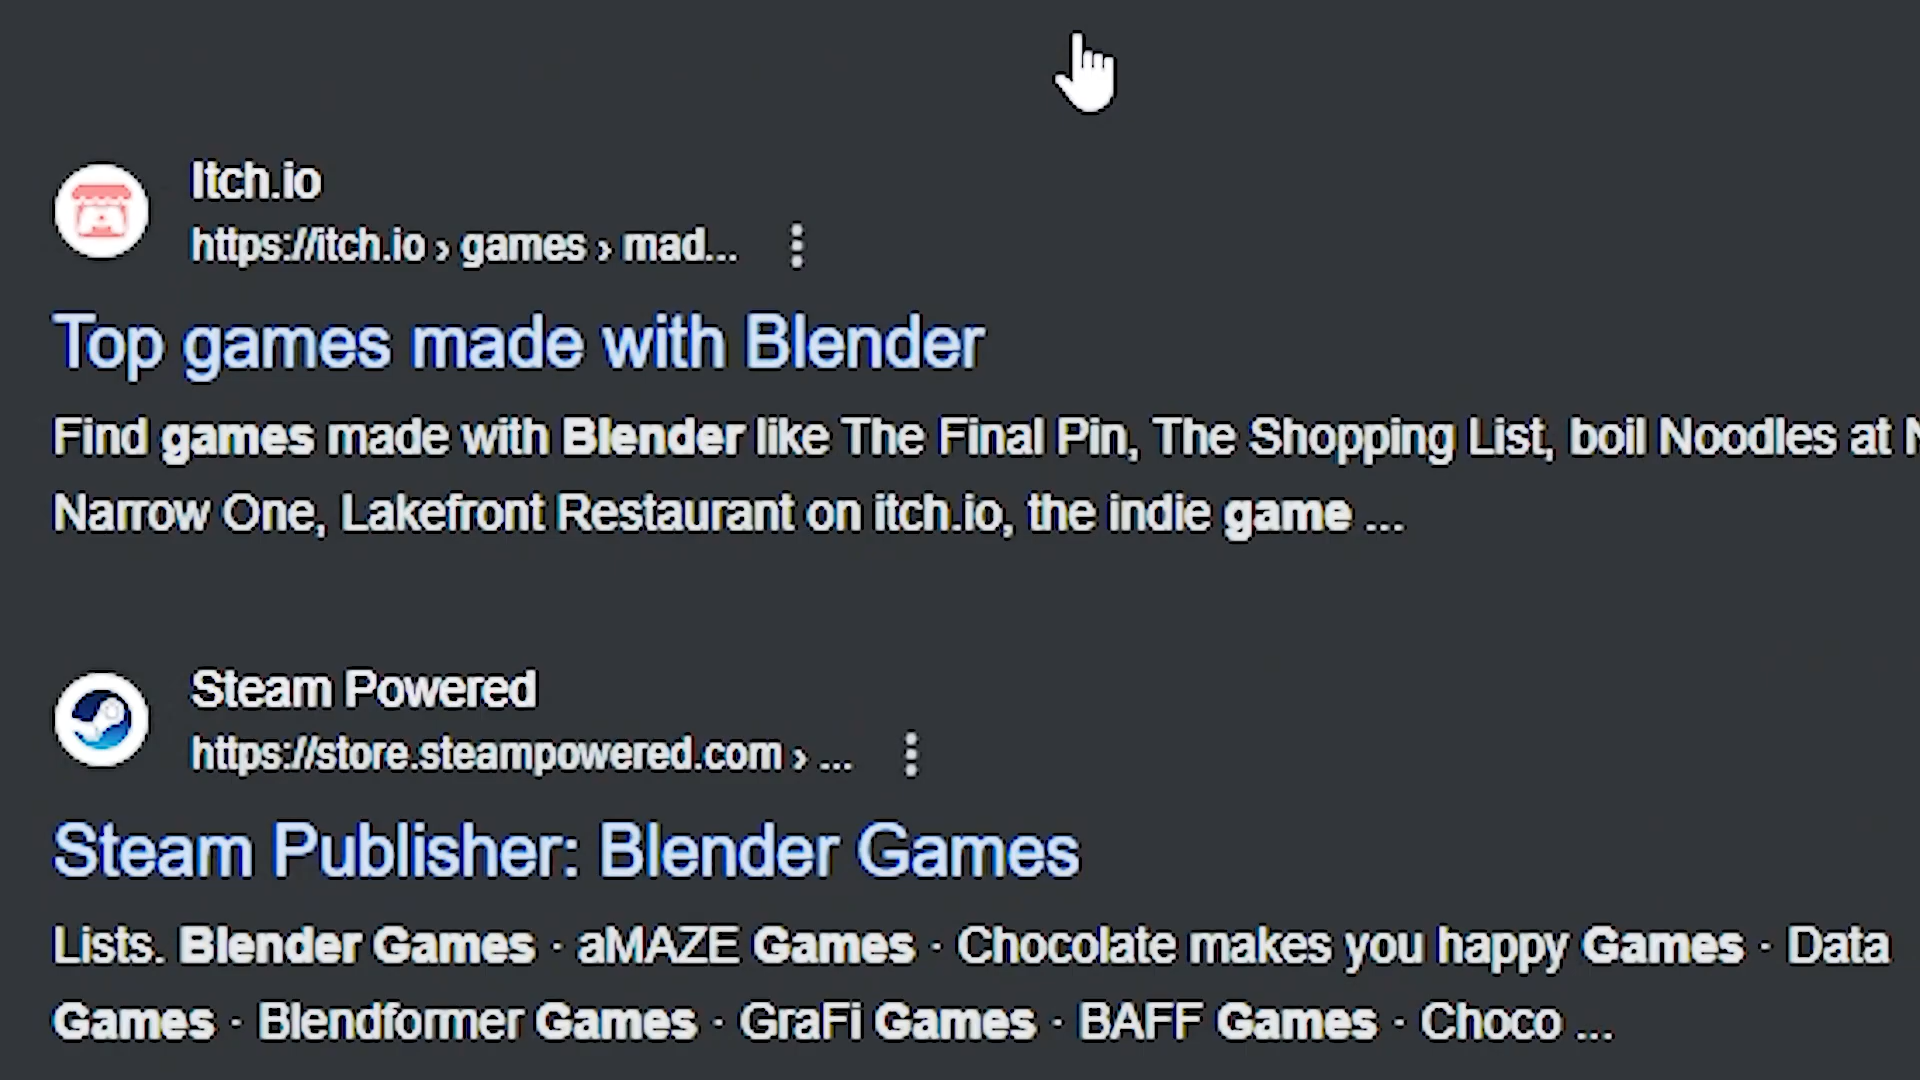 Itch.io
https://itch.io › games › mad...
Top games made with Blender
Find games made with Blender like The Final Pin, The Shopping List, boil Noodles at
Narrow One, Lakefront Restaurant on itch.io, the indie game ...
Steam Powered
https://store.steampowered.com › ...
Steam Publisher: Blender Games
Lists. Blender Games · aMAZE Games · Chocolate makes you happy Games · Data
Games · Blendformer Games · GraFi Games · BAFF Games · Choco ...